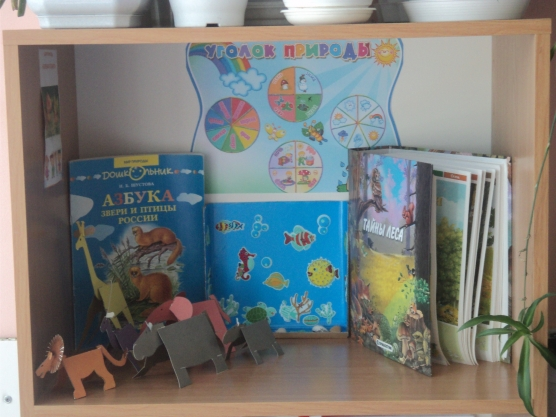 УГОЛОК ПРИРОДЫ
ДОШКОЛЬНИК
АЗБУКА
ЗВЕРИ И ПТИЦЫ
РОССИИ
ТАЙНЫ ЛЕСА